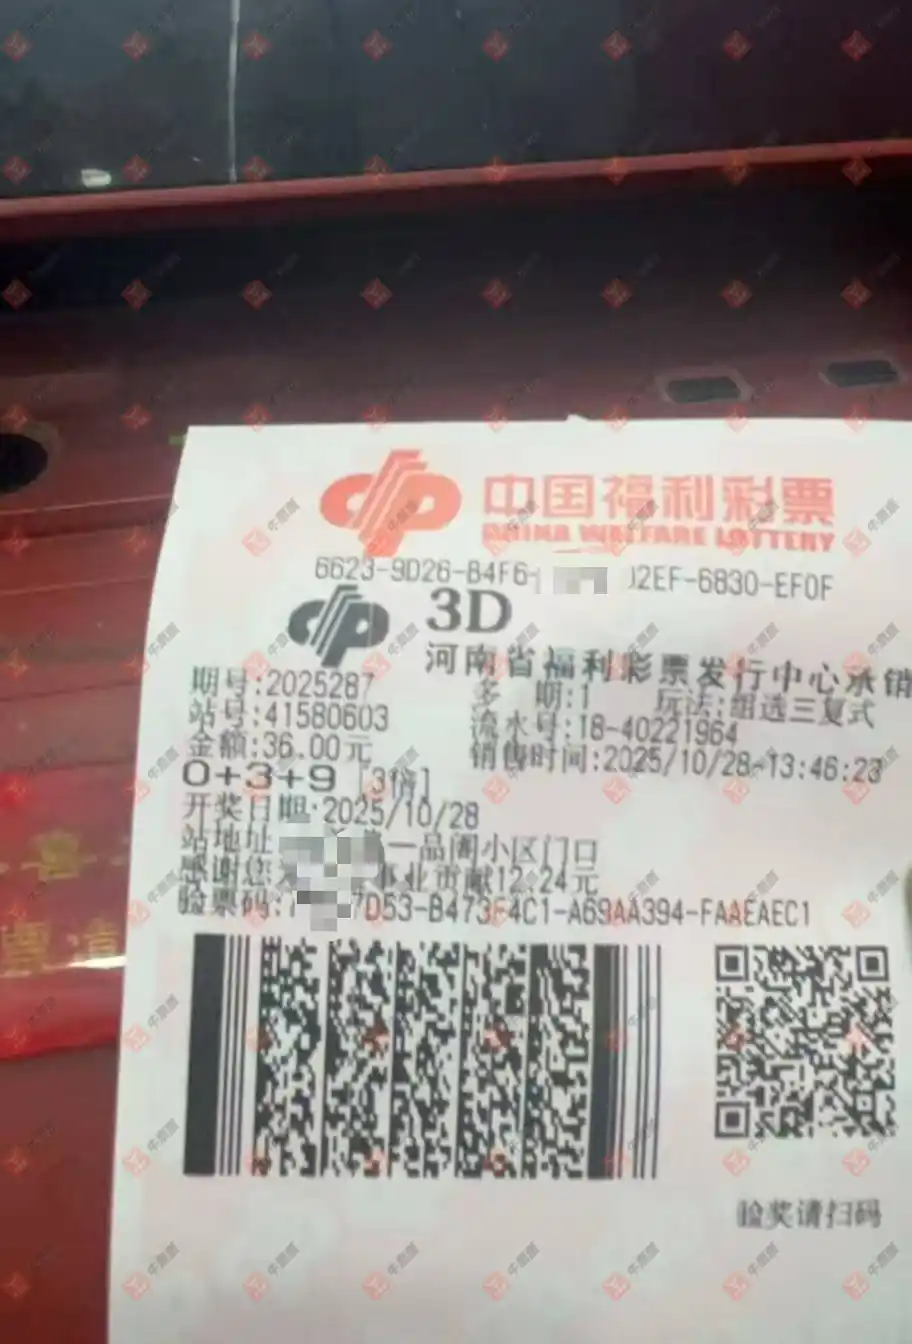 中国福利彩票
CHINA WELFARE LOTTERY
6623-9D26-B4F6- 02EF-6830-EF0F
3D
河南省福利彩票发行中心承销
期号:2025287 多 期:1 玩法:组选三复式
站号:41580603 流水号:18-40221964
金额:36.00元 销售时间:2025/10/28-13:46:23
0+3+9 [3倍]
开奖日期:2025/10/28
站地址 一品阁小区门口
感谢您为 事业贡献12.24元
验票码: 7D53-B473F4C1-A69AA394-FAAEAEC1
验奖请扫码